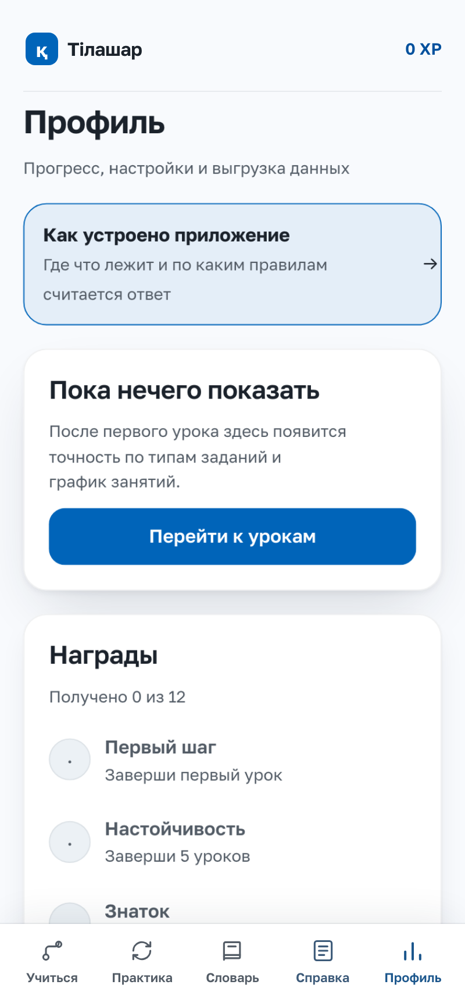 қ Тілашар
0 XP
Профиль
Прогресс, настройки и выгрузка данных
Как устроено приложение
Где что лежит и по каким правилам
считается ответ
→
Пока нечего показать
После первого урока здесь появится
точность по типам заданий и
график занятий.
Перейти к урокам
Награды
Получено 0 из 12
.
Первый шаг
Заверши первый урок
.
Настойчивость
Заверши 5 уроков
Знаток
Учиться
Практика
Словарь
Справка
Профиль